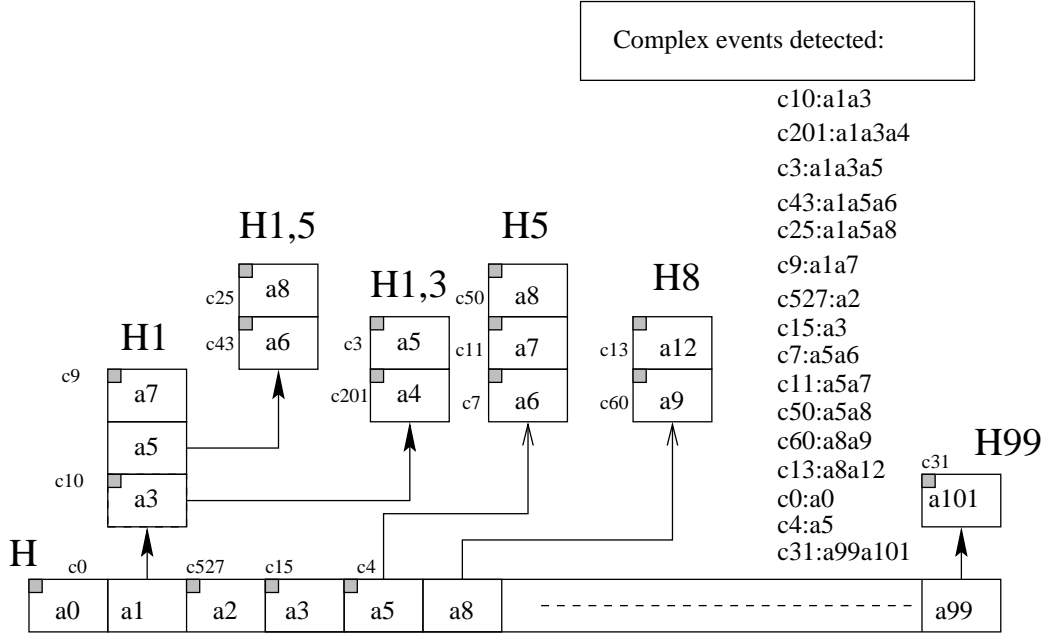 Complex events detected:
c10:a1a3
c201:a1a3a4
c3:a1a3a5
c43:a1a5a6
c25:a1a5a8
c9:a1a7
c527:a2
c15:a3
c7:a5a6
c11:a5a7
c50:a5a8
c60:a8a9
c13:a8a12
c0:a0
c4:a5
c31:a99a101
H1,5
c25 a8
c43 a6
H1,3
c3 a5
c201 a4
H5
c50 a8
c11 a7
c7 a6
H8
c13 a12
c60 a9
H1
c9 a7
a5
c10 a3
H99
c31
a101
H
c0 c527 c15 c4
a0 a1 a2 a3 a5 a8 a99